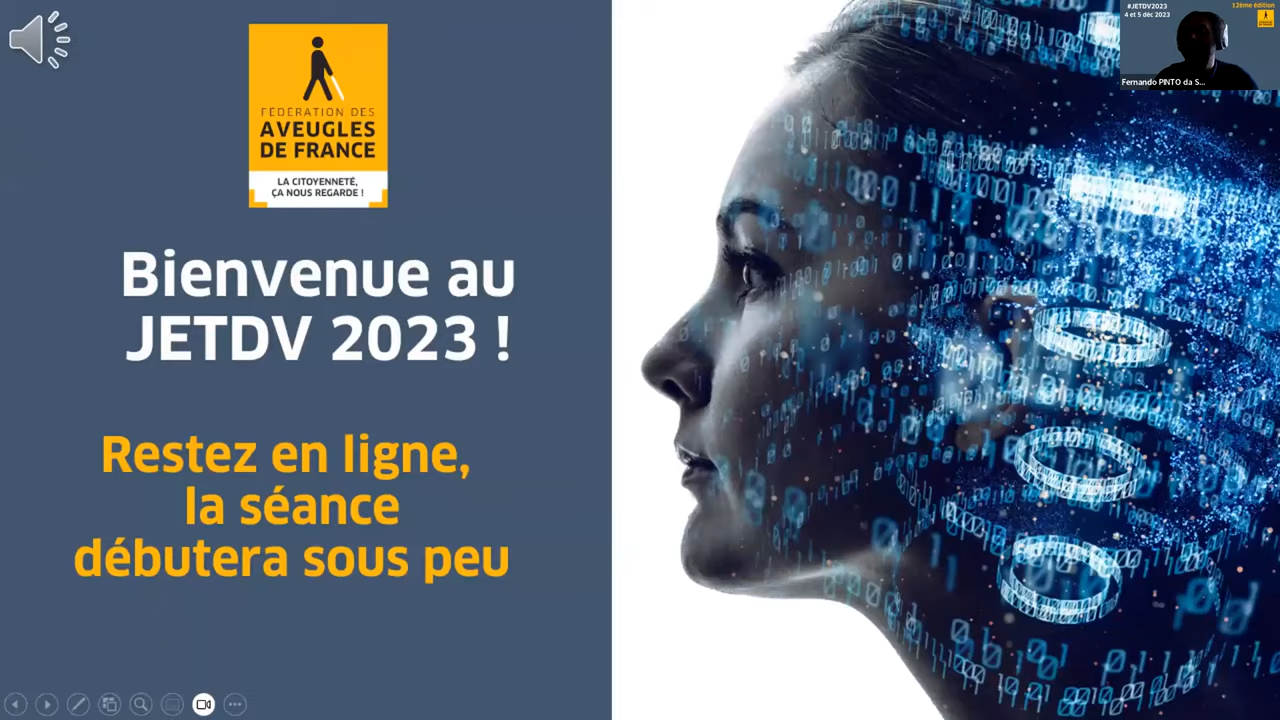 FÉDÉRATION DES
AVEUGLES
DE FRANCE
LA CITOYENNETÉ,
ÇA NOUS REGARDE !
Bienvenue au
JETDV 2023 !
Restez en ligne,
la séance
débutera sous peu
#JETDV2023
4 et 5 déc 2023
12ème édition
Fernando PINTO da S...